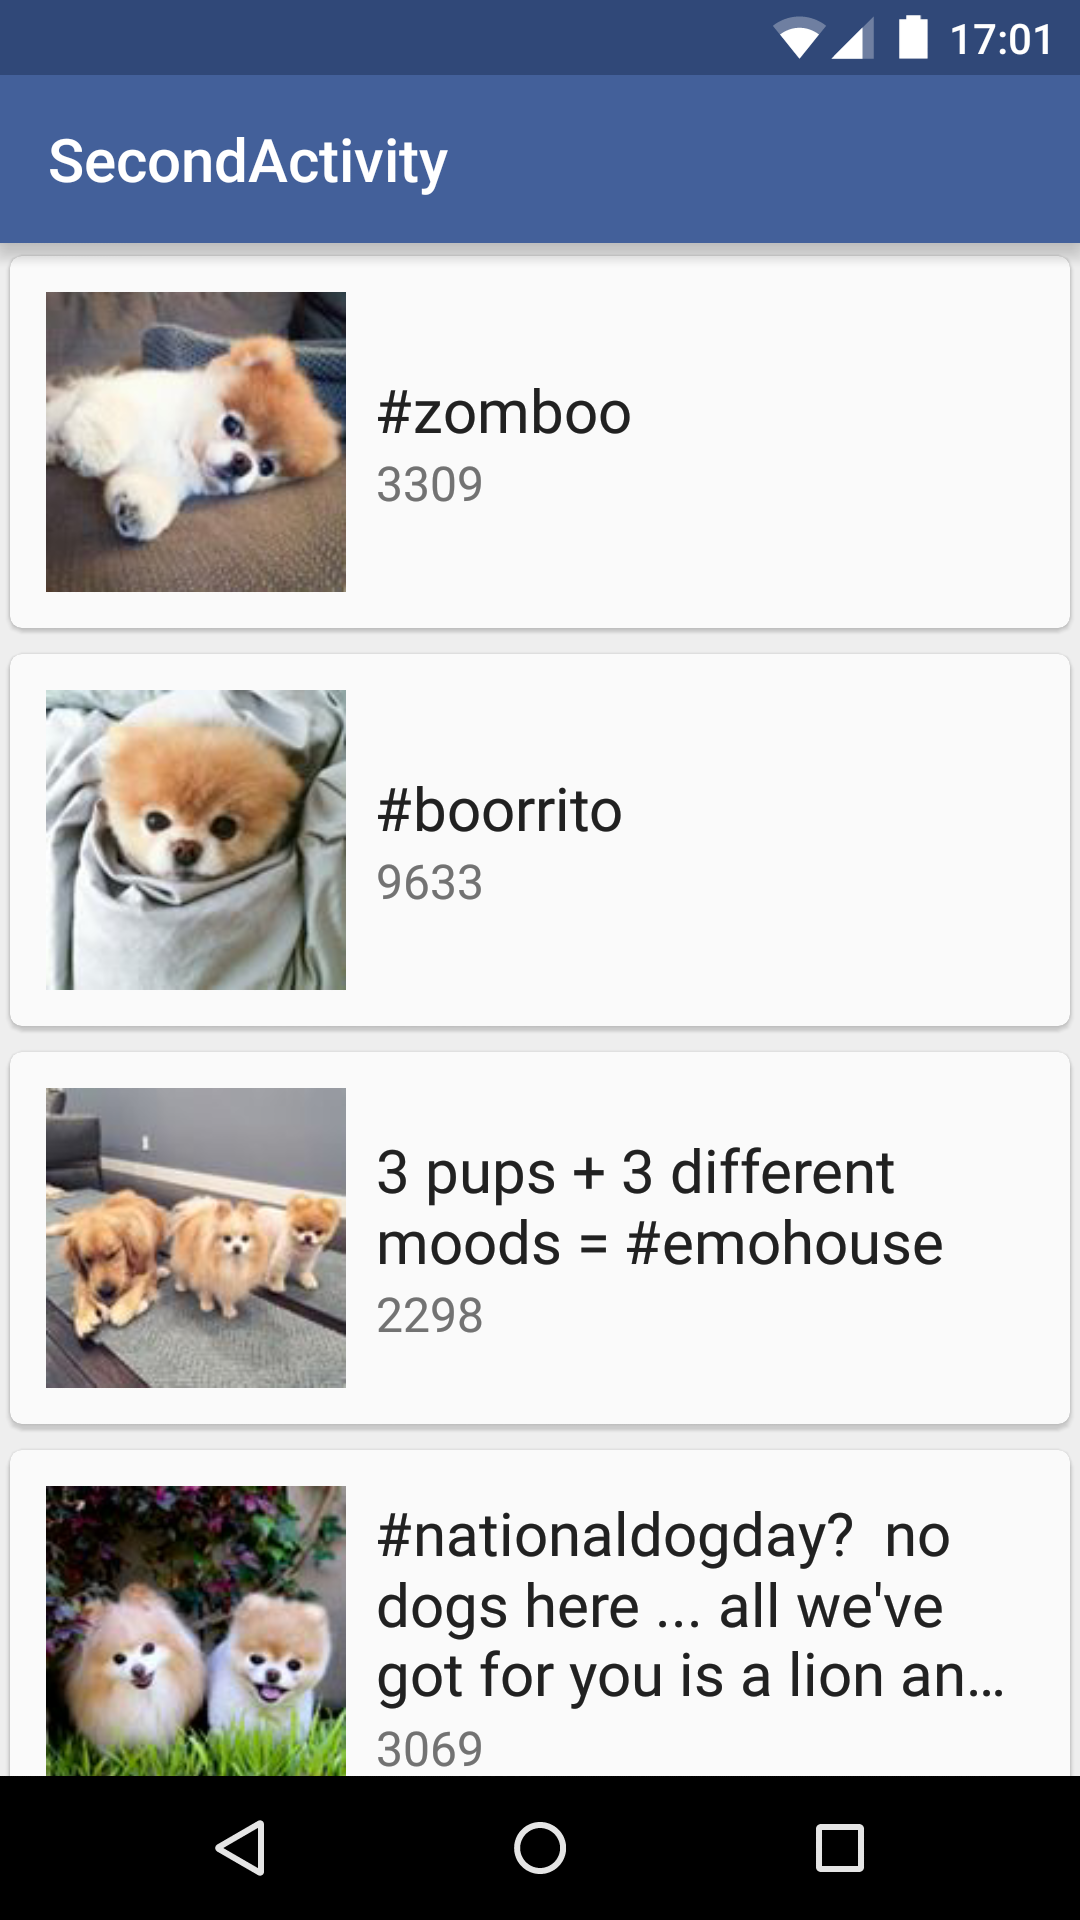 17:01
SecondActivity
#zomboo
3309
#boorrito
9633
3 pups + 3 different
moods = #emohouse
2298
#nationaldogday?  no
dogs here ... all we've
got for you is a lion an…
3069